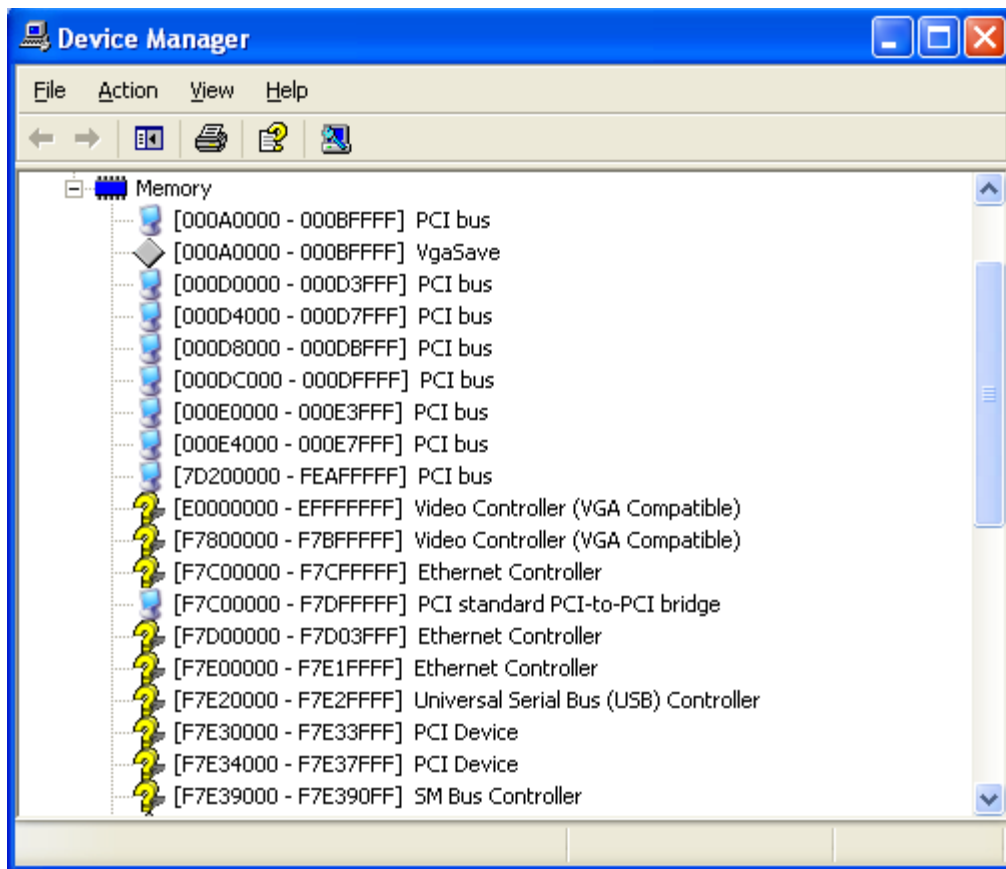 Device Manager
File Action View Help
Memory
[000A0000 - 000BFFFF] PCI bus
[000A0000 - 000BFFFF] VgaSave
[000D0000 - 000D3FFF] PCI bus
[000D4000 - 000D7FFF] PCI bus
[000D8000 - 000DBFFF] PCI bus
[000DC000 - 000DFFFF] PCI bus
[000E0000 - 000E3FFF] PCI bus
[000E4000 - 000E7FFF] PCI bus
[7D200000 - FEAFFFFF] PCI bus
[E0000000 - EFFFFFFF] Video Controller (VGA Compatible)
[F7800000 - F7BFFFFF] Video Controller (VGA Compatible)
[F7C00000 - F7CFFFFF] Ethernet Controller
[F7C00000 - F7DFFFFF] PCI standard PCI-to-PCI bridge
[F7D00000 - F7D03FFF] Ethernet Controller
[F7E00000 - F7E1FFFF] Ethernet Controller
[F7E20000 - F7E2FFFF] Universal Serial Bus (USB) Controller
[F7E30000 - F7E33FFF] PCI Device
[F7E34000 - F7E37FFF] PCI Device
[F7E39000 - F7E390FF] SM Bus Controller